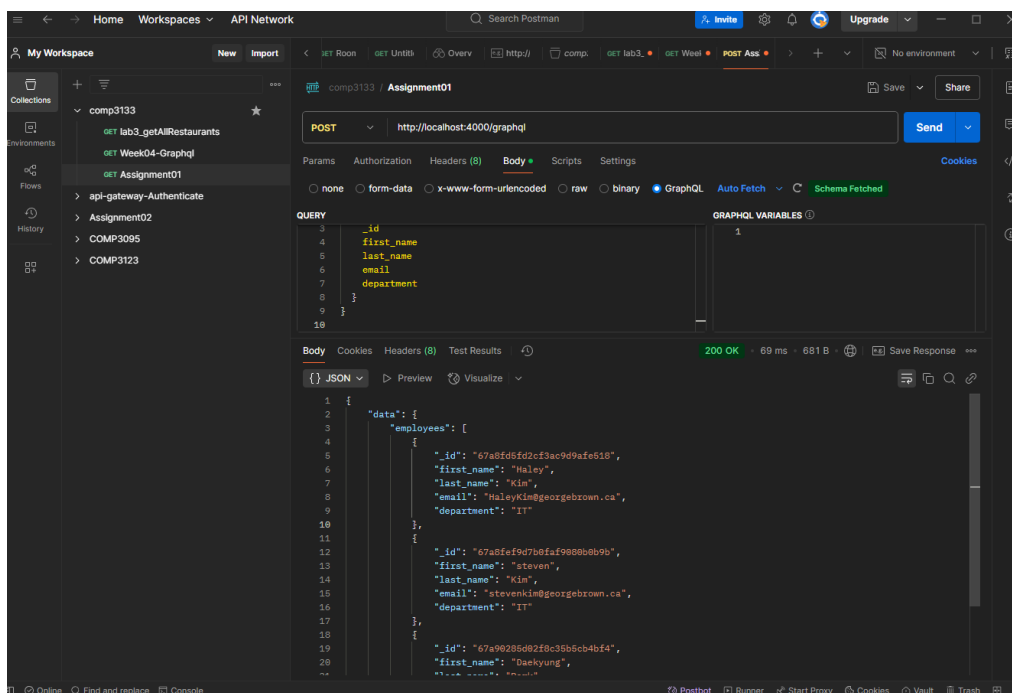 Home Workspaces API Network Search Postman Invite Upgrade
My Workspace New Import GET Untitl Overv http:// comp. GET lab3_ GET Weel POST Ass No environment
Collections
Environments
Flows
History
comp3133
GET lab3_getAllRestaurants
GET Week04-Graphql
GET Assignment01
api-gateway-Authenticate
Assignment02
COMP3095
COMP3123
HTTP comp3133 / Assignment01 Save Share
POST http://localhost:4000/graphql Send
Params Authorization Headers (8) Body Scripts Settings Cookies
none form-data x-www-form-urlencoded raw binary GraphQL Auto Fetch Schema Fetched
QUERY GRAPHQL VARIABLES
3 _id 1
4 first_name
5 last_name
6 email
7 department
8 }
9 }
10
Body Cookies Headers (8) Test Results 200 OK 69 ms 681 B Save Response
{} JSON Preview Visualize
1 {
2 "data": {
3 "employees": [
4 {
5 "_id": "67a8fd5fd2cf3ac9d9afe518",
6 "first_name": "Haley",
7 "last_name": "Kim",
8 "email": "HaleyKim@georgebrown.ca",
9 "department": "IT"
10 },
11 {
12 "_id": "67a8fef9d7b0faf9080b0b9b",
13 "first_name": "steven",
14 "last_name": "Kim",
15 "email": "stevenkim@georgebrown.ca",
16 "department": "IT"
17 },
18 {
19 "_id": "67a90285d02f8c35b5cb4bf4",
20 "first_name": "Daekyung",
Online Find and replace Console Postbot Runner Start Proxy Cookies Vault Trash